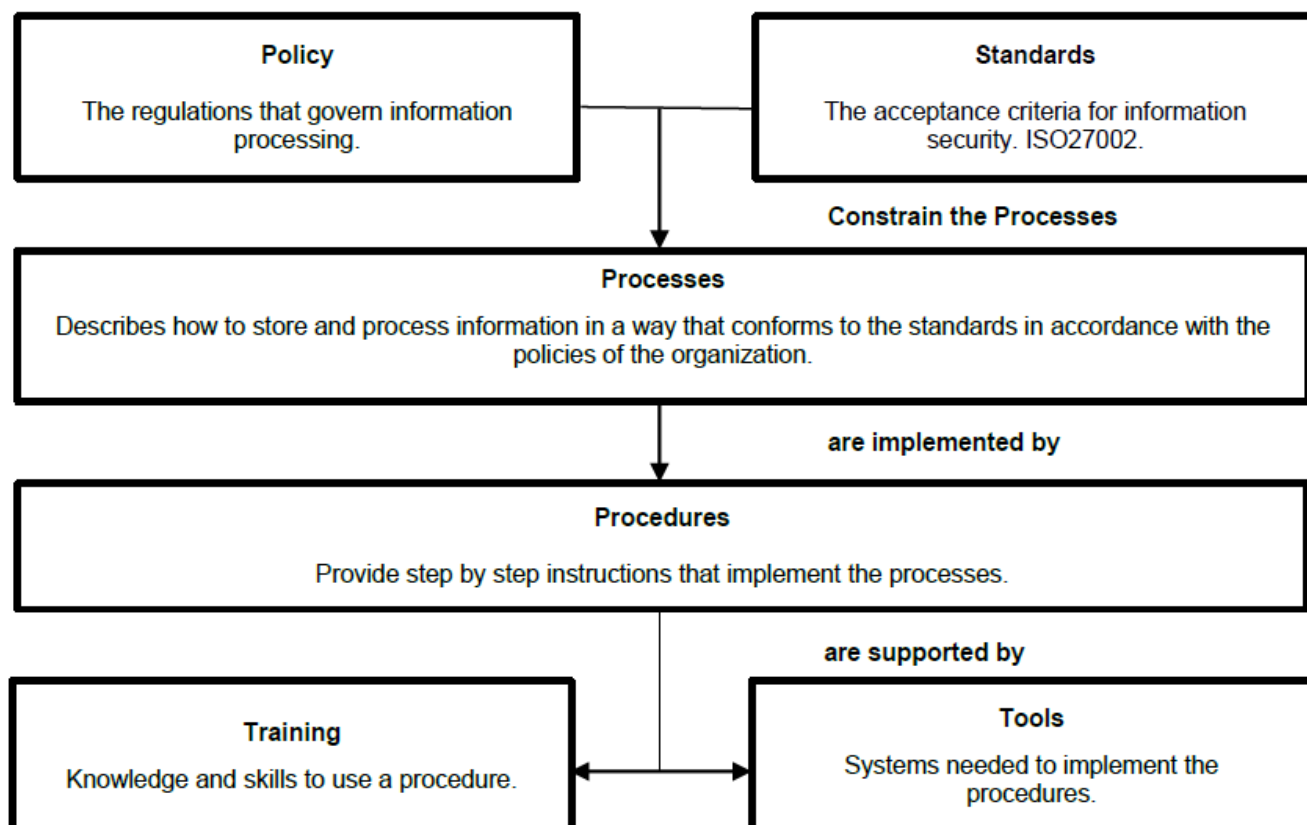 Policy
The regulations that govern information
processing.
Standards
The acceptance criteria for information
security. ISO27002.
Constrain the Processes
Processes
Describes how to store and process information in a way that conforms to the standards in accordance with the
policies of the organization.
are implemented by
Procedures
Provide step by step instructions that implement the processes.
are supported by
Training
Knowledge and skills to use a procedure.
Tools
Systems needed to implement the
procedures.